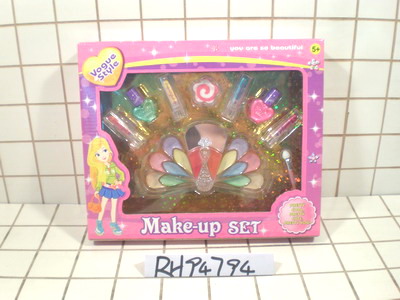 Vogue
Style
you are so beautiful
5+
Make-up SET
RH94794